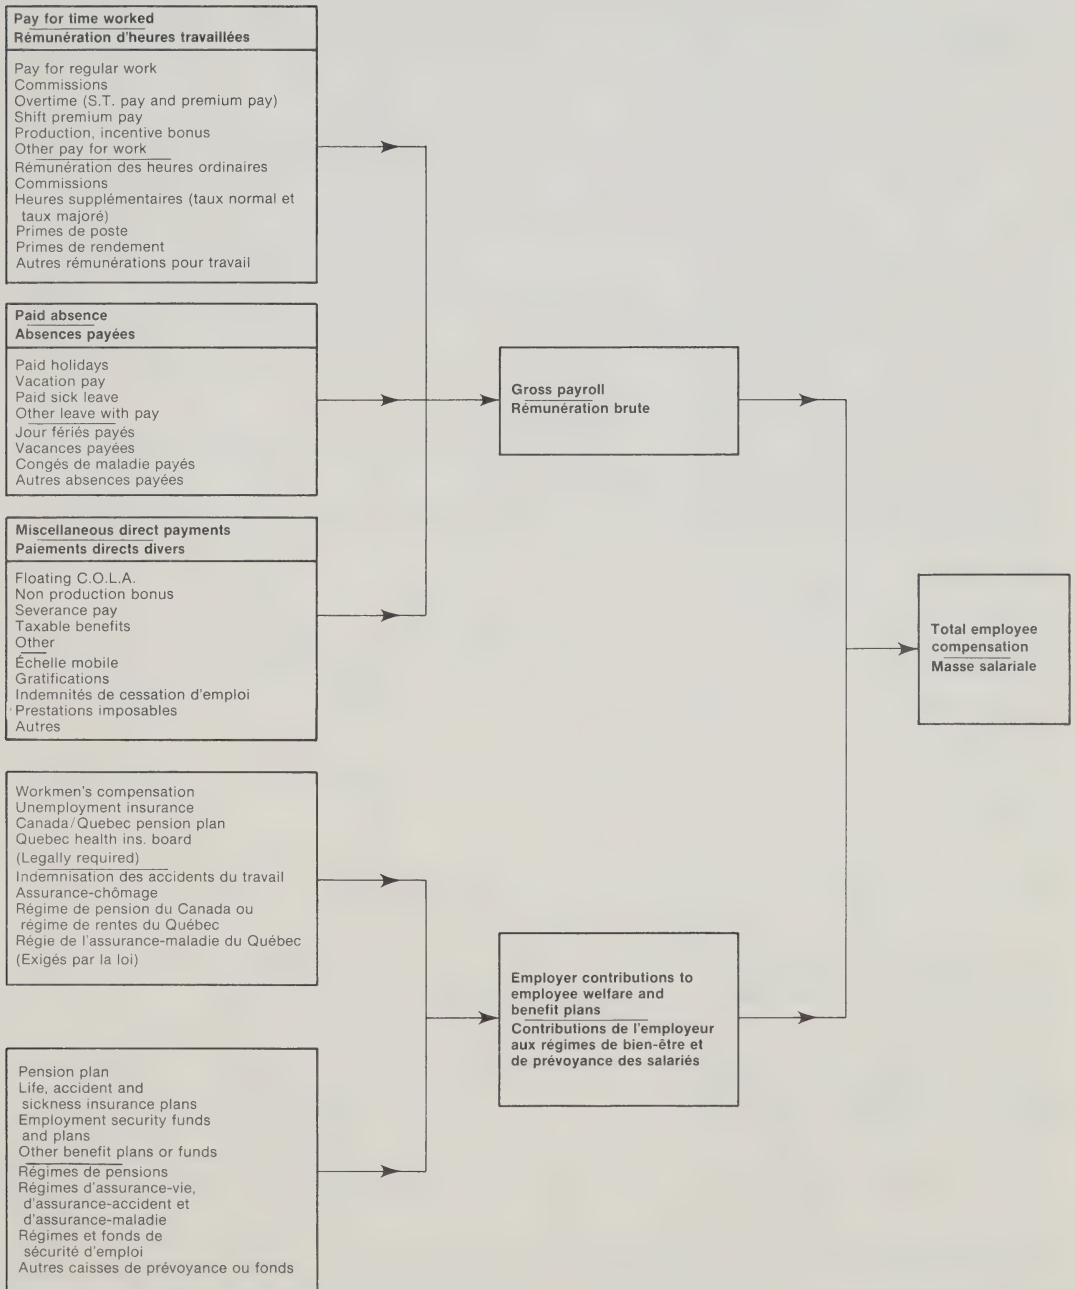 Pay for time worked
Rémunération d'heures travaillées
Pay for regular work
Commissions
Overtime (S.T. pay and premium pay)
Shift premium pay
Production, incentive bonus
Other pay for work
Rémunération des heures ordinaires
Commissions
Heures supplémentaires (taux normal et
taux majoré)
Primes de poste
Primes de rendement
Autres rémunérations pour travail
Paid absence
Absences payées
Paid holidays
Vacation pay
Paid sick leave
Other leave with pay
Jour fériés payés
Vacances payées
Congés de maladie payés
Autres absences payées
Miscellaneous direct payments
Paiements directs divers
Floating C.O.L.A.
Non production bonus
Severance pay
Taxable benefits
Other
Échelle mobile
Gratifications
Indemnités de cessation d'emploi
Prestations imposables
Autres
Gross payroll
Rémunération brute
Workmen's compensation
Unemployment insurance
Canada/Quebec pension plan
Quebec health ins. board
(Legally required)
Indemnisation des accidents du travail
Assurance-chômage
Régime de pension du Canada ou
régime de rentes du Québec
Régie de l'assurance-maladie du Québec
(Exigés par la loi)
Pension plan
Life, accident and
sickness insurance plans
Employment security funds
and plans
Other benefit plans or funds
Régimes de pensions
Régimes d'assurance-vie,
d'assurance-accident et
d'assurance-maladie
Régimes et fonds de
sécurité d'emploi
Autres caisses de prévoyance ou fonds
Employer contributions to
employee welfare and
benefit plans
Contributions de l'employeur
aux régimes de bien-être et
de prévoyance des salariés
Total employee
compensation
Masse salariale